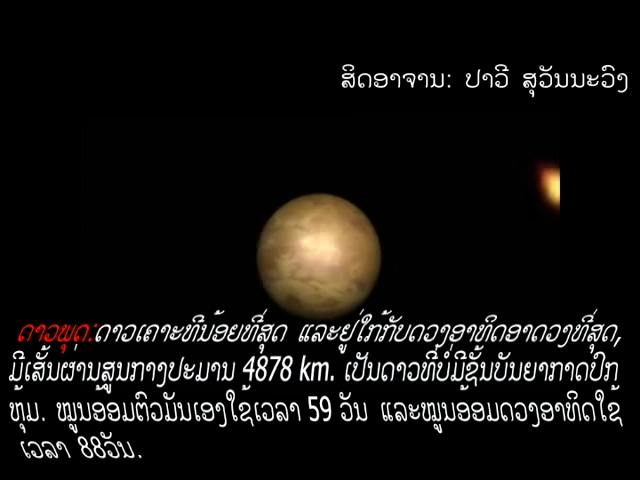 ສິດອາຈານ: ປາວີ ສຸວັນນະວົງ
ດາວພຸດ:ດາວເຄາະທີ່ນ້ອຍທີ່ສຸດ ແລະຢູ່ໃກ້ກັບດວງອາທິດອາດວງທີ່ສຸດ,
ມີເສັ້ນຜ່ານສູນກາງປະມານ 4878 km. ເປັນດາວທີ່ບໍ່ມີຊັ້ນບັນຍາກາດປົກ
ຫຸ້ມ. ໝູນອ້ອມຕົວມັນເອງໃຊ້ເວລາ 59 ວັນ ແລະໝູນອ້ອມດວງອາທິດໃຊ້
ເວລາ 88ວັນ.